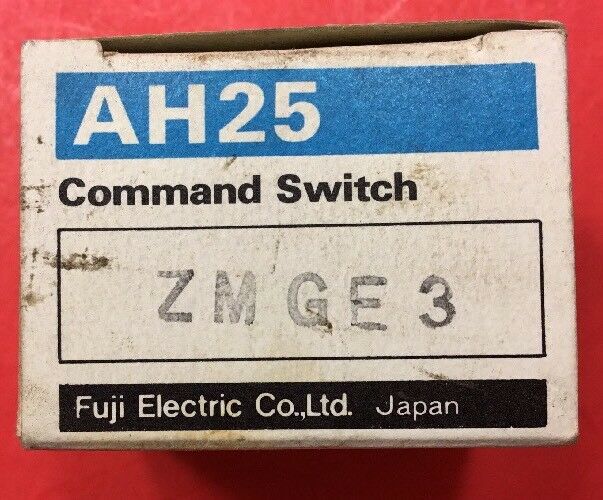 AH25
Command Switch
ZMGE3
Fuji Electric Co.,Ltd. Japan